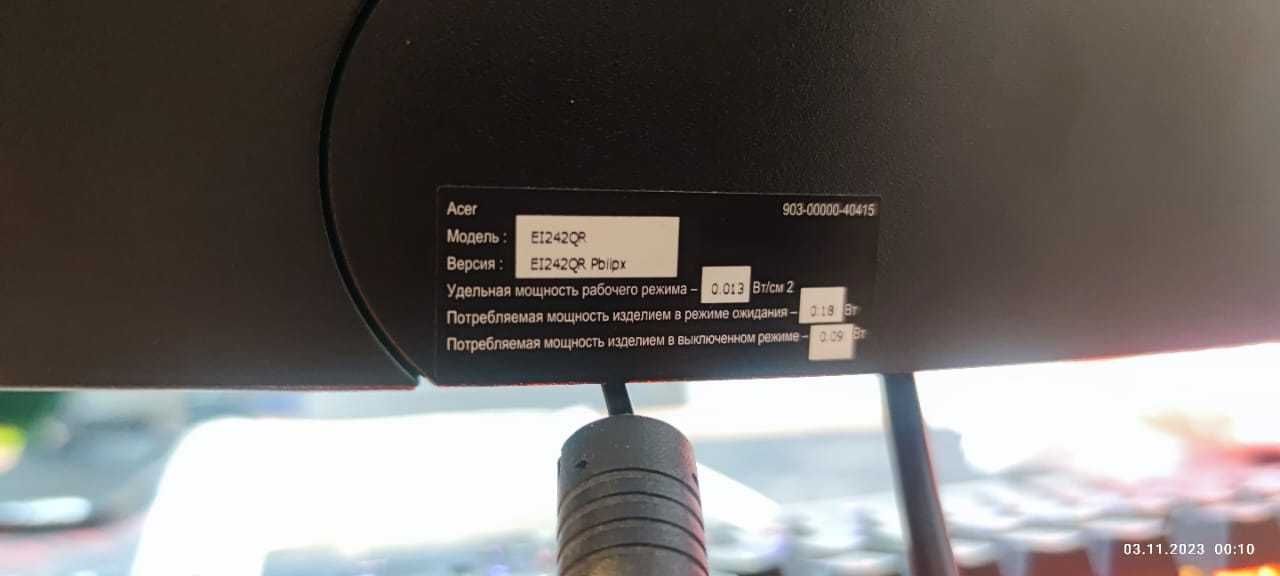 Acer 903-00000-40415
Модель : EI242QR
Версия : EI242QR Pbiipx
Удельная мощность рабочего режима – 0.013 Вт/см 2
Потребляемая мощность изделием в режиме ожидания – 0.18 Вт
Потребляемая мощность изделием в выключенном режиме – 0.09 Вт
03.11.2023 00:10